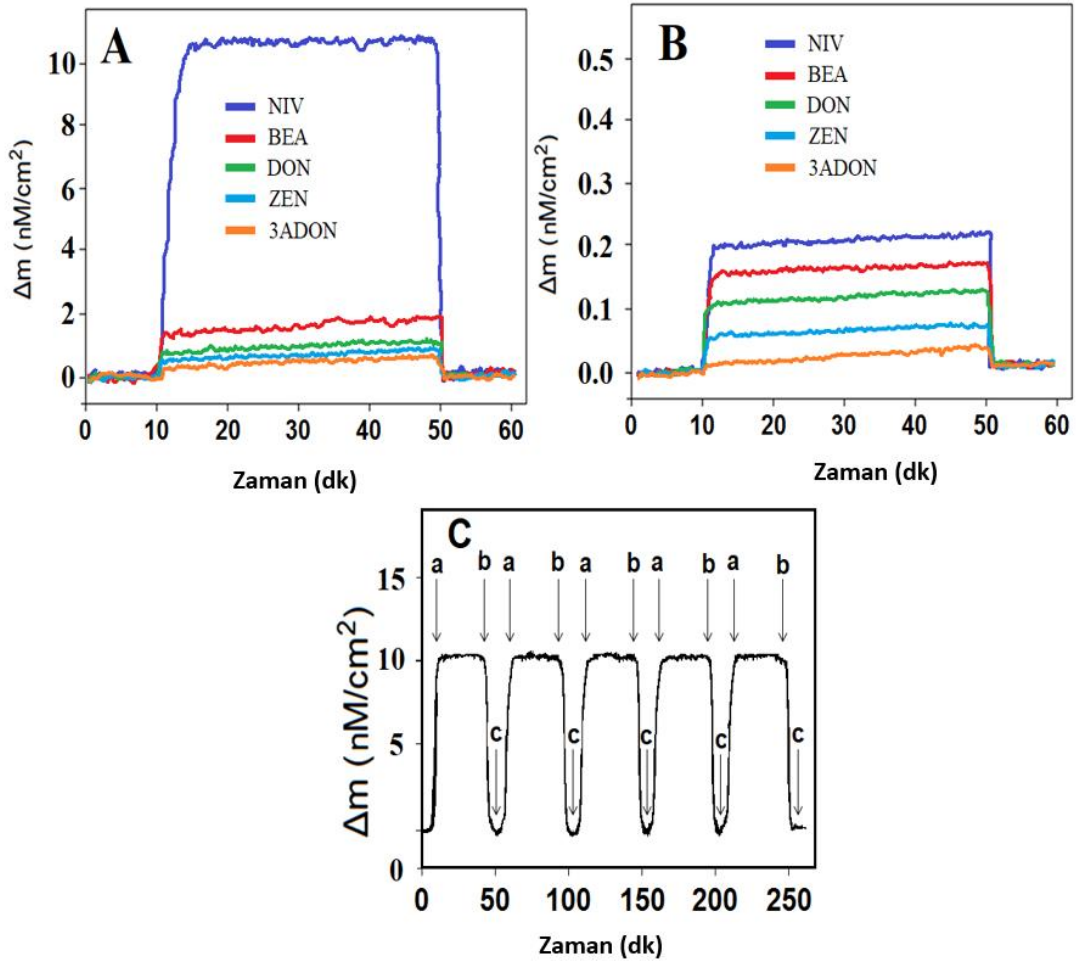 A
10
8
6
4
2
0
Δm ( nM/cm²)
NIV
BEA
DON
ZEN
3ADON
0 10 20 30 40 50 60
Zaman (dk)
B
0.5
0.4
0.3
0.2
0.1
0.0
Δm ( nM/cm²)
NIV
BEA
DON
ZEN
3ADON
0 10 20 30 40 50 60
Zaman (dk)
C
a b a b a b a b a b
15
10
5
0
Δm ( nM/cm²)
c c c c c
0 50 100 150 200 250
Zaman (dk)